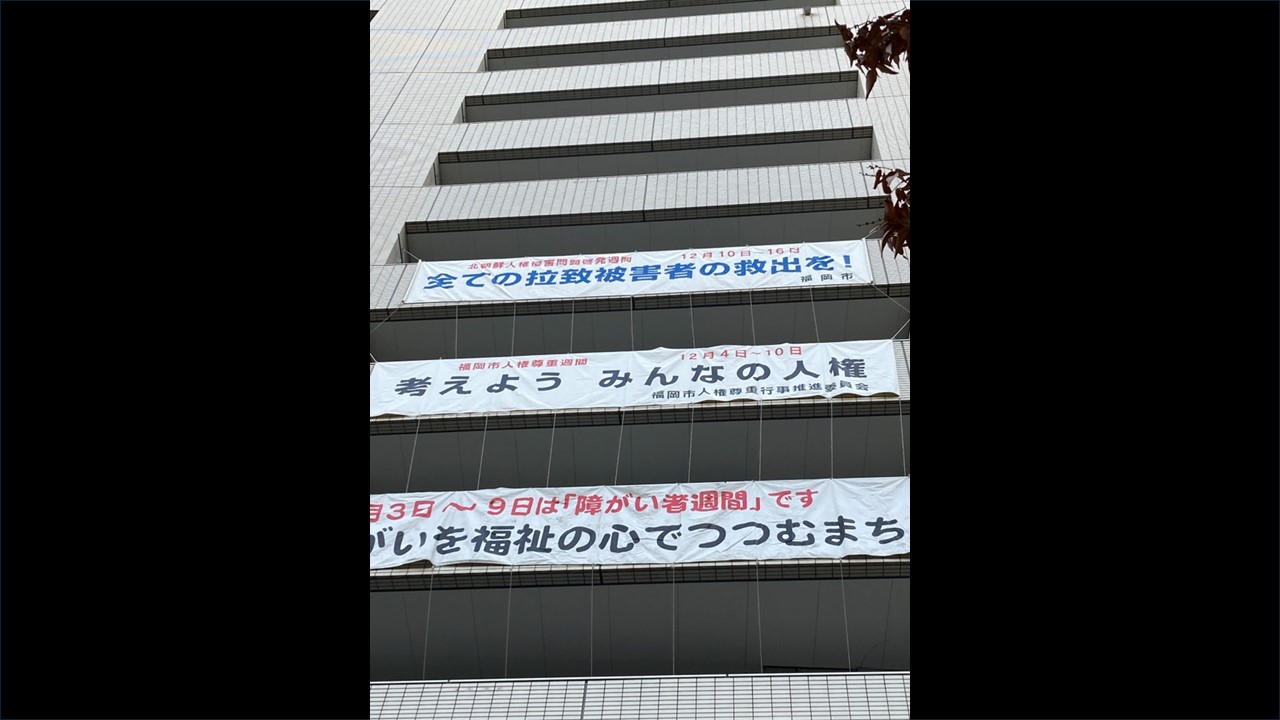 北朝鮮人権侵害問題啓発週間 12月10日~16日
全ての拉致被害者の救出を!
福岡市
福岡市人権尊重週間 12月4日~10日
考えよう みんなの人権
福岡市人権尊重行事推進委員会
月3日~9日は「障がい者週間」です
がいを福祉の心でつつむまち